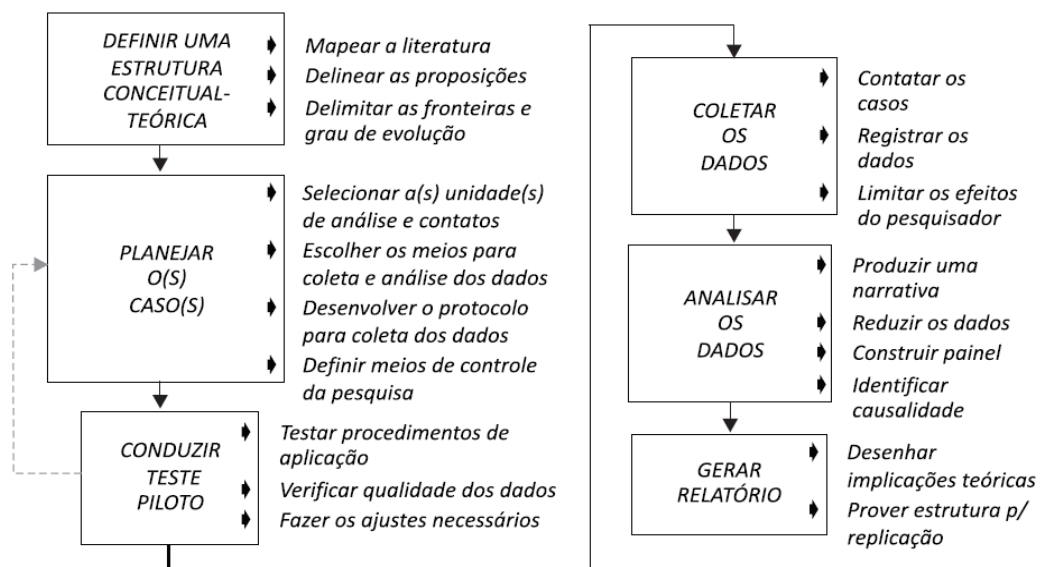 DEFINIR UMA
ESTRUTURA
CONCEITUAL-
TEÓRICA
Mapear a literatura
Delinear as proposições
Delimitar as fronteiras e
grau de evolução
PLANEJAR
O(S)
CASO(S)
Selecionar a(s) unidade(s)
de análise e contatos
Escolher os meios para
coleta e análise dos dados
Desenvolver o protocolo
para coleta dos dados
Definir meios de controle
da pesquisa
CONDUZIR
TESTE
PILOTO
Testar procedimentos de
aplicação
Verificar qualidade dos dados
Fazer os ajustes necessários
COLETAR
OS
DADOS
Contatar os
casos
Registrar os
dados
Limitar os efeitos
do pesquisador
ANALISAR
OS
DADOS
Produzir uma
narrativa
Reduzir os dados
Construir painel
Identificar
causalidade
GERAR
RELATÓRIO
Desenhar
implicações teóricas
Prover estrutura p/
replicação